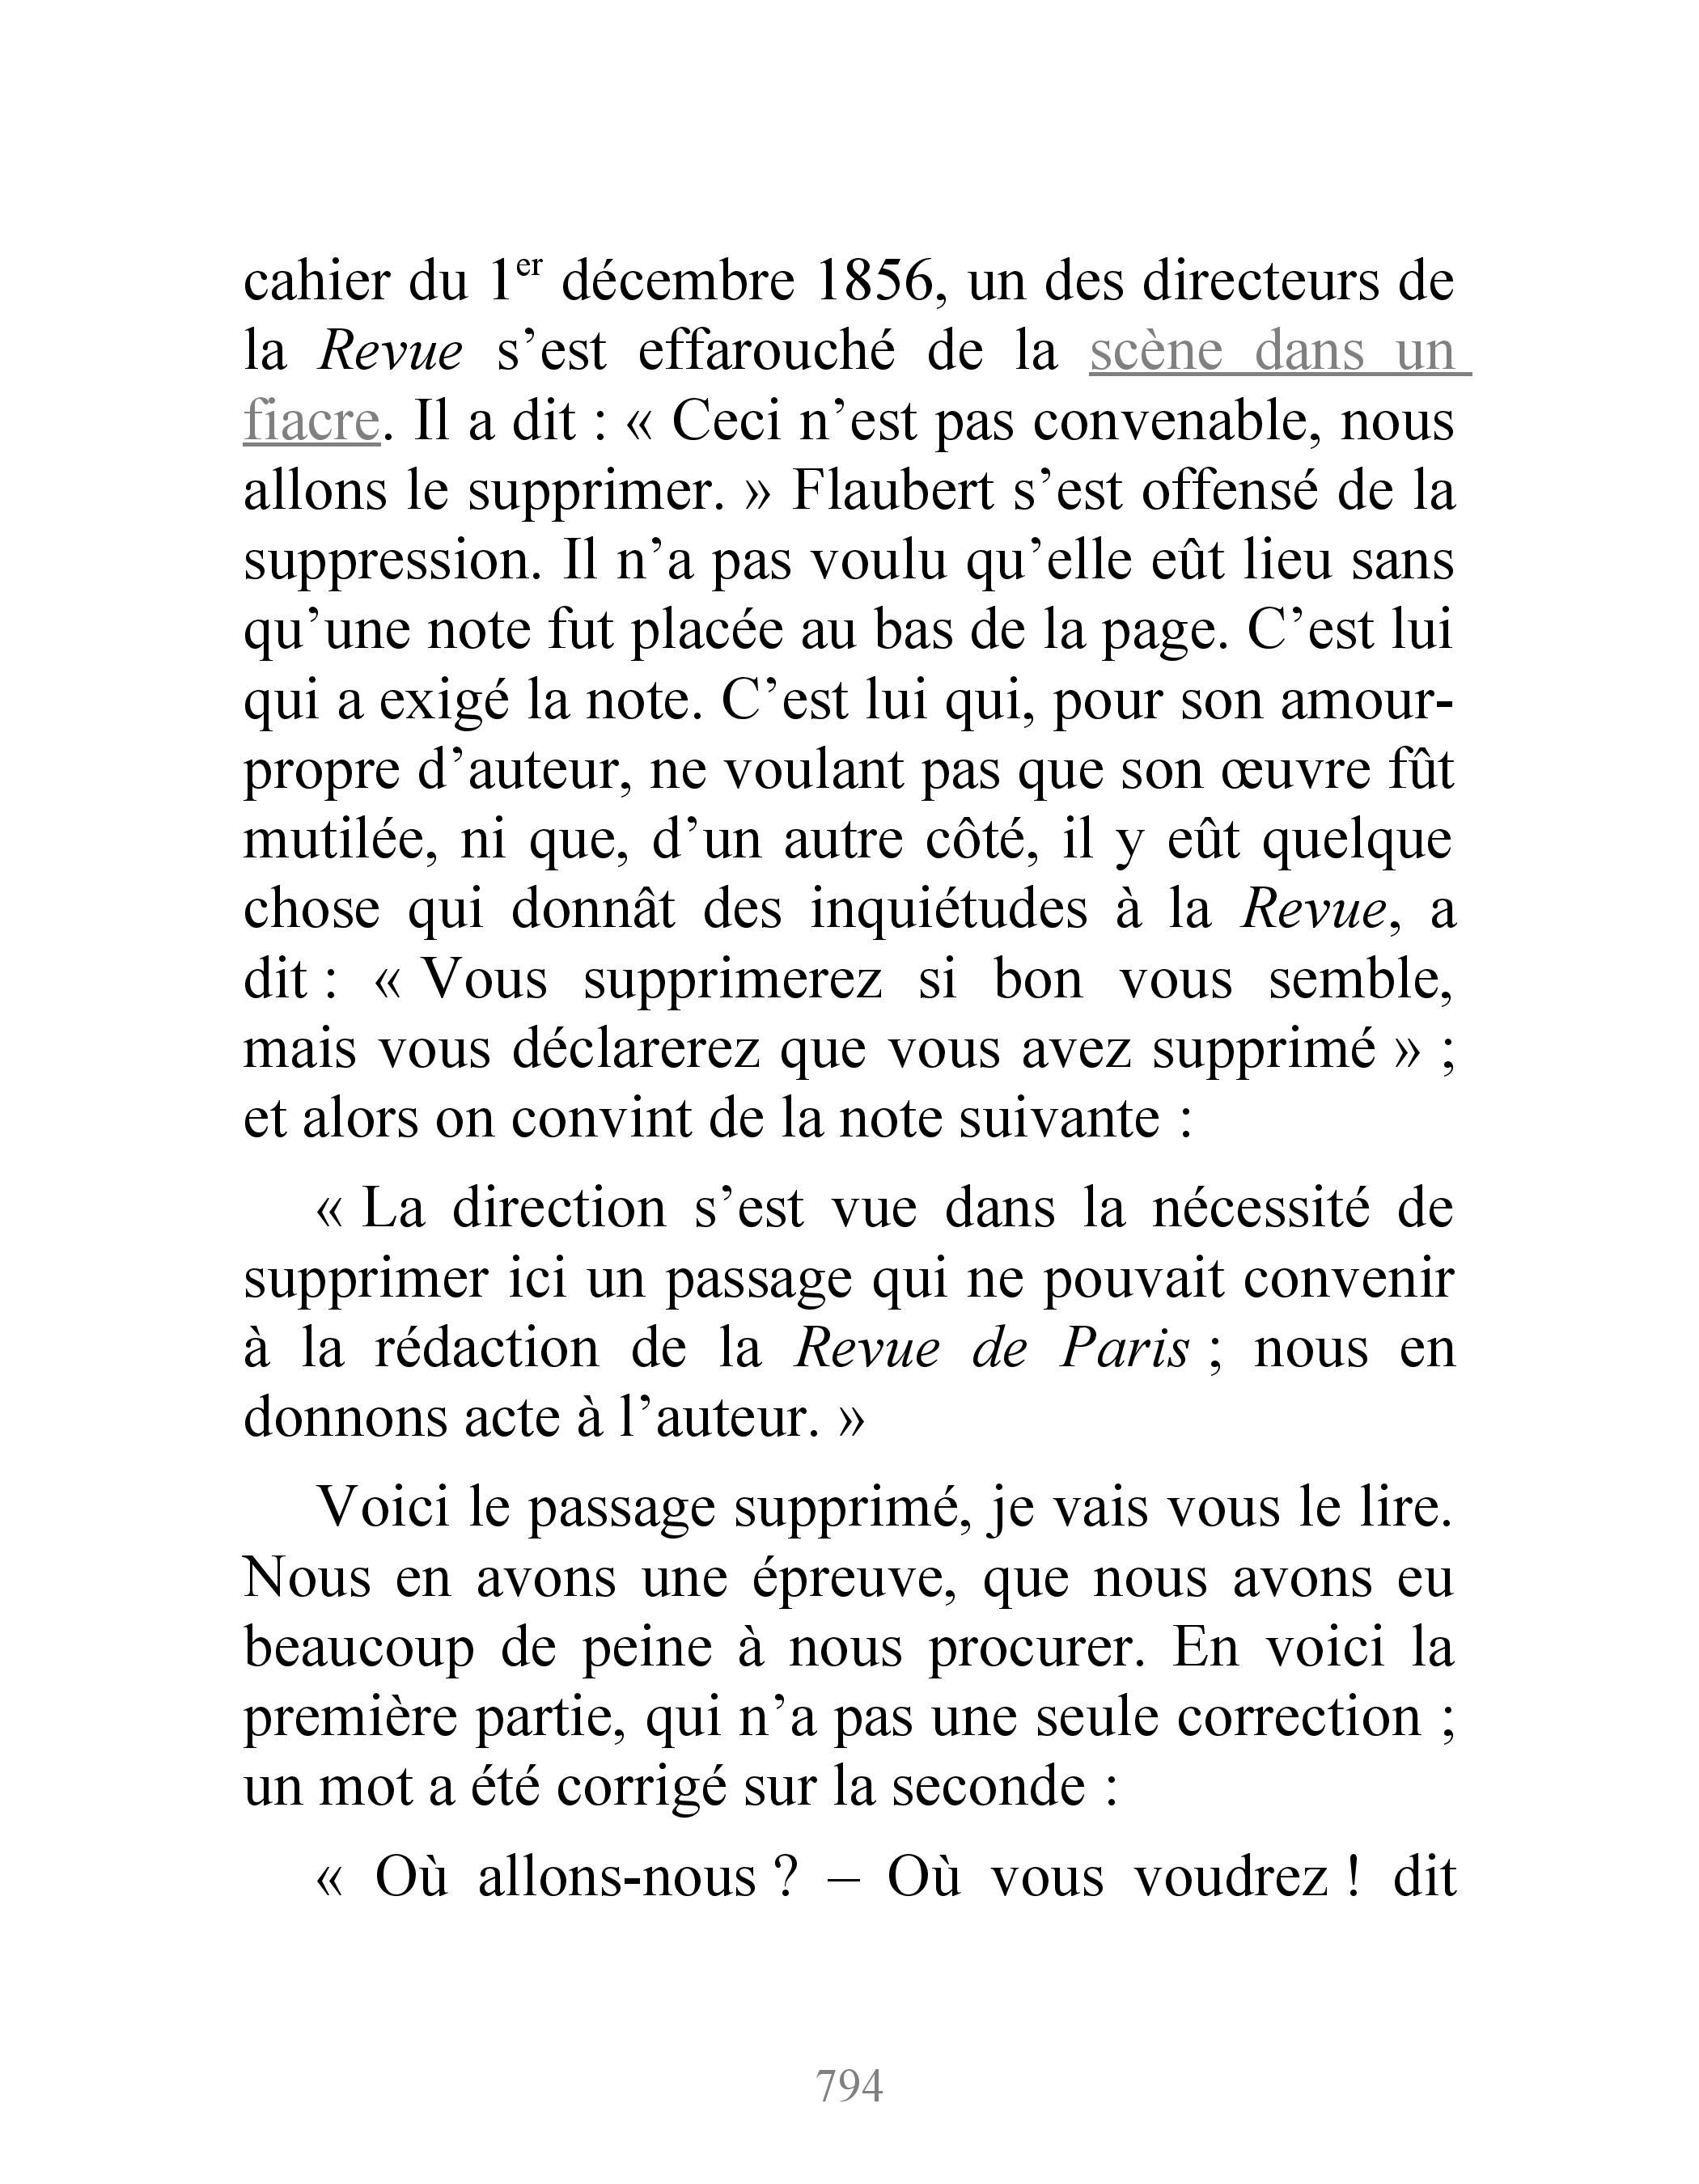 cahier du 1er décembre 1856, un des directeurs de
la Revue s’est effarouché de la scène dans un
fiacre. Il a dit : « Ceci n’est pas convenable, nous
allons le supprimer. » Flaubert s’est offensé de la
suppression. Il n’a pas voulu qu’elle eût lieu sans
qu’une note fut placée au bas de la page. C’est lui
qui a exigé la note. C’est lui qui, pour son amour-
propre d’auteur, ne voulant pas que son œuvre fût
mutilée, ni que, d’un autre côté, il y eût quelque
chose qui donnât des inquiétudes à la Revue, a
dit : « Vous supprimerez si bon vous semble,
mais vous déclarerez que vous avez supprimé » ;
et alors on convint de la note suivante :
« La direction s’est vue dans la nécessité de
supprimer ici un passage qui ne pouvait convenir
à la rédaction de la Revue de Paris ; nous en
donnons acte à l’auteur. »
Voici le passage supprimé, je vais vous le lire.
Nous en avons une épreuve, que nous avons eu
beaucoup de peine à nous procurer. En voici la
première partie, qui n’a pas une seule correction ;
un mot a été corrigé sur la seconde :
« Où allons-nous ? – Où vous voudrez ! dit
794